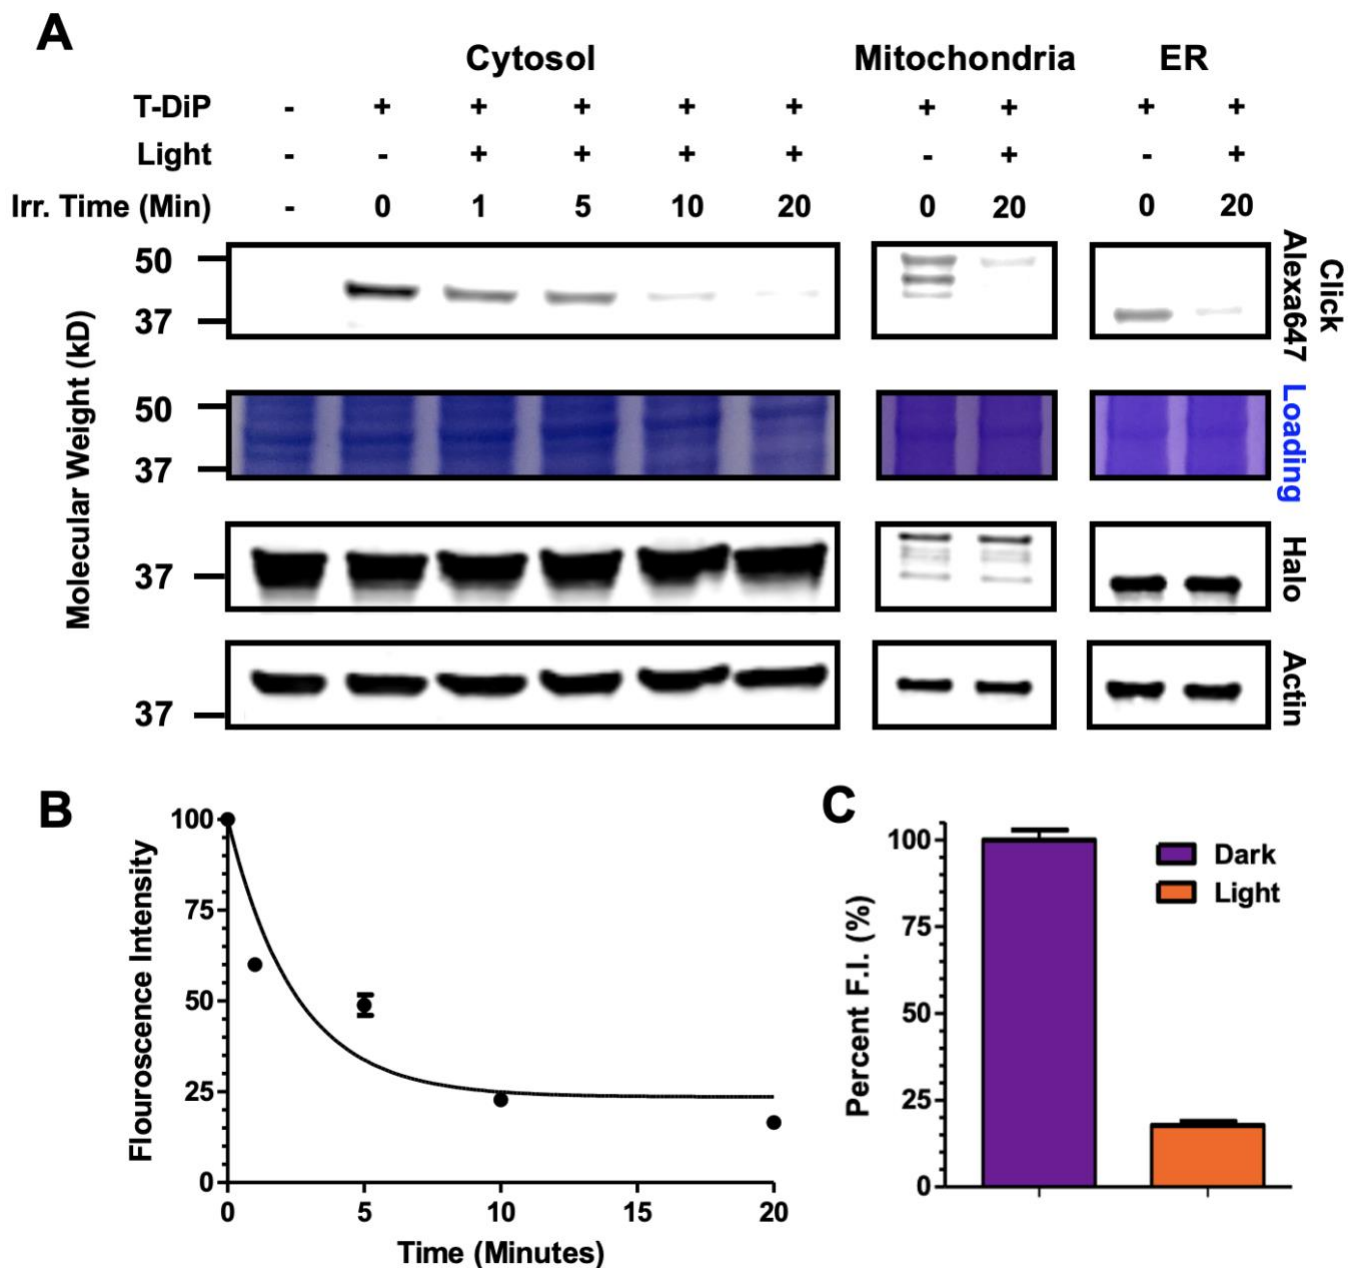 A
Cytosol Mitochondria ER
T-DiP - + + + + + + + + +
Light - - + + + + - + - +
Irr. Time (Min) - 0 1 5 10 20 0 20 0 20
Molecular Weight (kD)
50
37
Click
Alexa647
50
37
Loading
37
Halo
37
Actin
B
Flouroscence Intensity
100
75
50
25
0
0 5 10 15 20
Time (Minutes)
C
Percent F.I. (%)
100
75
50
25
0
Dark
Light